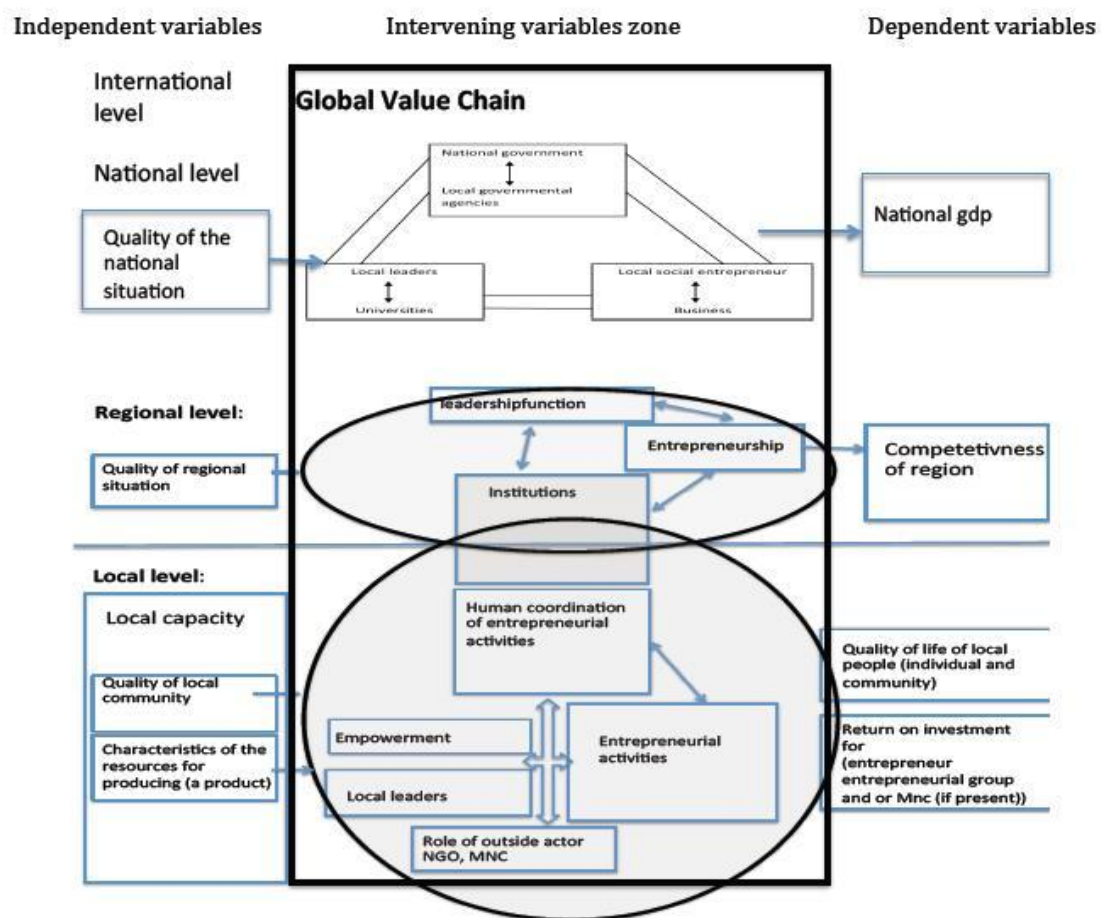 Independent variables
Intervening variables zone
Dependent variables
International
level
Global Value Chain
National level
National government
Local governmental
agencies
Quality of the
national
situation
National gdp
Local leaders
Universities
Local social entrepreneur
Business
Regional level:
leadershipfunction
Entrepreneurship
Quality of regional
situation
Institutions
Competetivness
of region
Local level:
Local capacity
Human coordination
of entrepreneurial
activities
Quality of life of local
people (individual and
community)
Quality of local
community
Empowerment
Entrepreneurial
activities
Characteristics of the
resources for
producing (a product)
Local leaders
Return on investment
for
(entrepreneur
entrepreneurial group
and or Mnc (if present))
Role of outside actor
NGO, MNC